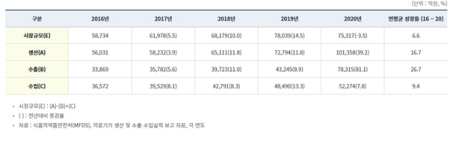 (단위 : 억원, %)
구분 2016년 2017년 2018년 2019년 2020년 연평균 성장률 (16 ~ 20)
시장규모(E) 58,734 61,978(5.5) 68,179(10.0) 78,039(14.5) 75,317(-3.5) 6.6
생산(A) 56,031 58,232(3.9) 65,111(11.8) 72,794(11.8) 101,358(39.2) 16.7
수출(B) 33,869 35,782(5.6) 39,723(11.0) 43,245(8.9) 78,315(81.1) 26.7
수입(C) 36,572 39,529(8.1) 42,791(8.3) 48,490(13.3) 52,274(7.8) 9.4
• 시장규모(E) : (A)-(B)+(C)
• ( ) : 전년대비 증감율
• 자료 : 식품의약품안전처(MFDS), 의료기기 생산 및 수출·수입실적 보고 자료, 각 연도